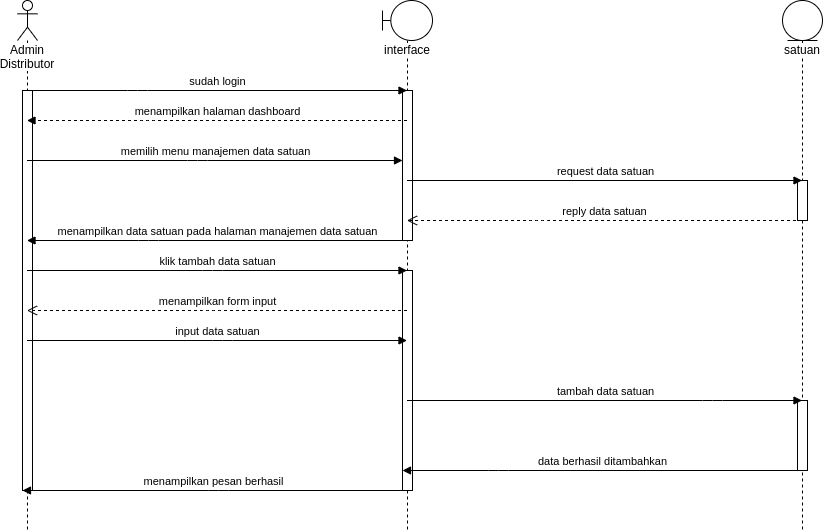 Admin
Distributor
interface
satuan
sudah login
menampilkan halaman dashboard
memilih menu manajemen data satuan
request data satuan
reply data satuan
menampilkan data satuan pada halaman manajemen data satuan
klik tambah data satuan
menampilkan form input
input data satuan
tambah data satuan
data berhasil ditambahkan
menampilkan pesan berhasil